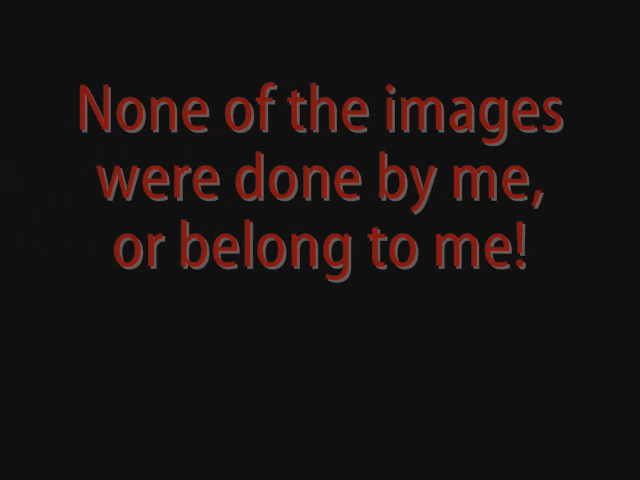 None of the images
were done by me,
or belong to me!